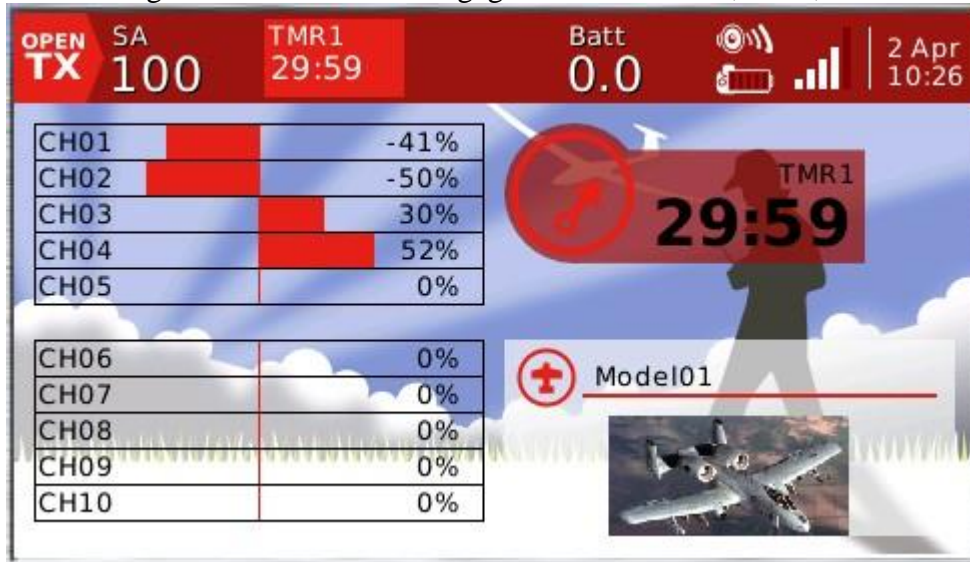 OPEN TX
SA
100
TMR1
29:59
Batt
0.0
2 Apr
10:26
CH01 -41%
CH02 -50%
CH03 30%
CH04 52%
CH05 0%
CH06 0%
CH07 0%
CH08 0%
CH09 0%
CH10 0%
TMR1
29:59
Model01